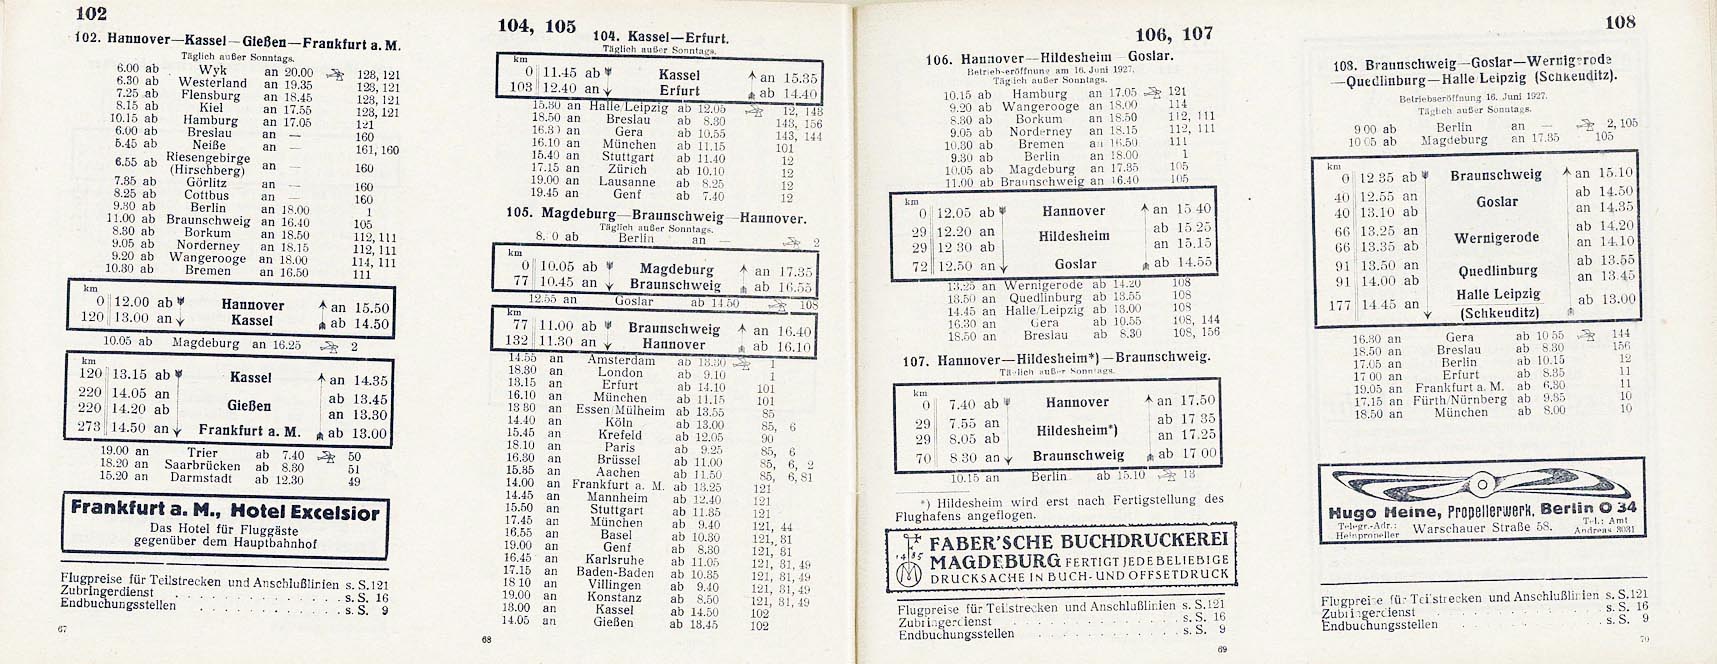 102
102. Hannover—Kassel—Gießen—Frankfurt a. M.
Täglich außer Sonntags.
6.00 ab Wyk an 20.00 128, 121
6.30 ab Westerland an 19.35 128, 121
7.25 ab Flensburg an 18.45 128, 121
8.15 ab Kiel an 17.55 123, 121
10.15 ab Hamburg an 17.05 121
6.00 ab Breslau an — 160
5.45 ab Neiße an — 161, 160
6.55 ab Riesengebirge (Hirschberg) an — 160
7.35 ab Görlitz an — 160
8.25 ab Cottbus an — 160
9.30 ab Berlin an 18.00 1
11.00 ab Braunschweig an 16.40 105
8.30 ab Borkum an 18.50 112, 111
9.05 ab Norderney an 18.15 112, 111
9.20 ab Wangerooge an 18.00 114, 111
10.30 ab Bremen an 16.50 111
km
0 12.00 ab Hannover an 15.50
120 13.00 an Kassel ab 14.50
10.05 ab Magdeburg an 16.25 2
km
120 13.15 ab Kassel an 14.35
220 14.05 an Gießen ab 13.45
220 14.20 ab an 13.30
273 14.50 an Frankfurt a. M. ab 13.00
19.00 an Trier ab 7.40 50
18.20 an Saarbrücken ab 8.30 51
15.20 an Darmstadt ab 12.30 49
Frankfurt a. M., Hotel Excelsior
Das Hotel für Fluggäste
gegenüber dem Hauptbahnhof
Flugpreise für Teilstrecken und Anschlußlinien s. S. 121
Zubringerdienst . . . . . s. S. 16
Endbuchungsstellen . . . . . s. S. 9
67
104, 105
104. Kassel—Erfurt.
Täglich außer Sonntags.
km
0 11.45 ab Kassel an 15.35
103 12.40 an Erfurt ab 14.40
15.30 an Halle/Leipzig ab 12.05 12, 143
18.50 an Breslau ab 8.30 143, 156
16.30 an Gera ab 10.55 143, 144
16.10 an München ab 11.15 101
15.40 an Stuttgart ab 11.40 12
17.15 an Zürich ab 10.10 12
19.00 an Lausanne ab 8.25 12
19.45 an Genf ab 7.40 12
105. Magdeburg—Braunschweig—Hannover.
Täglich außer Sonntags.
ab Berlin an — 2
km
0 10.05 ab Magdeburg an 17.35
77 10.45 an Braunschweig ab 16.55
12.55 an Goslar ab 14.50 108
km
77 11.00 ab Braunschweig an 16.40
132 11.30 an Hannover ab 16.10
14.55 an Amsterdam ab 13.30 1
18.30 an London ab 9.10 1
13.15 an Erfurt ab 14.10 101
16.10 an München ab 11.15 101
13 30 an Essen/Mülheim ab 13.55 85
14.40 an Köln ab 13.00 85, 6
15.45 an Krefeld ab 12.05 90
18.10 an Paris ab 9.25 85, 6
16.30 an Brüssel ab 11.00 85, 6, 2
15.35 an Aachen ab 11.50 85, 6, 81
14.00 an Frankfurt a. M. ab 13.25 121
14.45 an Mannheim ab 12.40 121
15.50 an Stuttgart ab 11.35 121
17.45 an München ab 9.40 121, 44
16.55 an Basel ab 10.30 121, 31
19.00 an Genf ab 8.30 121, 31
16.45 an Karlsruhe ab 11.05 121, 31, 49
17.15 an Baden-Baden ab 10.35 121, 31, 49
18 10 an Villingen ab 9.40 121, 31, 49
19.00 an Konstanz ab 8.50 121, 31, 49
13.00 an Kassel ab 14.50 102
14.05 an Gießen ab 13.45 102
68
106, 107
106. Hannover—Hildesheim—Goslar.
Betriebseröffnung am 16. Juni 1927.
Täglich außer Sonntags.
10.15 ab Hamburg an 17.05 121
9.20 ab Wangerooge an 18.00 114
8.30 ab Borkum an 18.50 112, 111
9.05 ab Norderney an 18.15 112, 111
10.30 ab Bremen an 16.50 111
9.30 ab Berlin an 18.00 1
10.05 ab Magdeburg an 17.35 105
11.00 ab Braunschweig an 16.40 105
km
0 12.05 ab Hannover an 15 40
29 12.20 an Hildesheim ab 15 25
29 12 30 ab an 15.15
72 12.50 an Goslar ab 14.55
13.25 an Wernigerode ab 14.20 108
13.50 an Quedlinburg ab 13.55 108
14.45 an Halle/Leipzig ab 13.00 108
16.30 an Gera ab 10.55 108, 144
18.50 an Breslau ab 8.30 108, 156
107. Hannover—Hildesheim*)—Braunschweig.
Täglich außer Sonntags.
km
0 7.40 ab Hannover an 17.50
29 7.55 an Hildesheim*) ab 17 35
29 8.05 ab an 17.25
70 8.30 an Braunschweig ab 17 00
10.15 an Berlin ab 15.10 13
*) Hildesheim wird erst nach Fertigstellung des
Flughafens angeflogen.
1485
FABER'SCHE BUCHDRUCKEREI
MAGDEBURG FERTIGT JEDE BELIEBIGE
DRUCKSACHE IN BUCH- UND OFFSETDRUCK
Flugpreise für Teilstrecken und Anschlußlinien s. S. 121
Zubringerdienst . . . . . s. S. 16
Endbuchungsstellen . . . . . s. S. 9
69
108
108. Braunschweig—Goslar—Wernigerode
—Quedlinburg—Halle Leipzig (Schkeuditz).
Betriebseröffnung 16. Juni 1927.
Täglich außer Sonntags.
9 00 ab Berlin an — 2, 105
10 05 ab Magdeburg an 17.35 105
km
0 12 35 ab Braunschweig an 15.10
40 12.55 an Goslar ab 14.50
40 13.10 ab an 14.35
66 13.25 an Wernigerode ab 14.20
66 13.35 ab an 14.10
91 13.50 an Quedlinburg ab 13.55
91 14.00 ab an 13.45
177 14 45 an Halle Leipzig (Schkeuditz) ab 13.00
16.30 an Gera ab 10 55 144
18.50 an Breslau ab 8.30 156
17.05 an Berlin ab 10.15 12
17 00 an Erfurt ab 8.35 11
19.05 an Frankfurt a. M. ab 6.30 11
17.15 an Fürth/Nürnberg ab 9.35 10
18.50 an München ab 8.00 10
Hugo Heine, Propellerwerk, Berlin O 34
Telegr.-Adr.: Heinpropeller Warschauer Straße 58. Tel.: Amt Andreas 3031
Flugpreise für Teilstrecken und Anschlußlinien s. S. 121
Zubringerdienst . . . . . s. S. 16
Endbuchungsstellen . . . . . s. S. 9
70